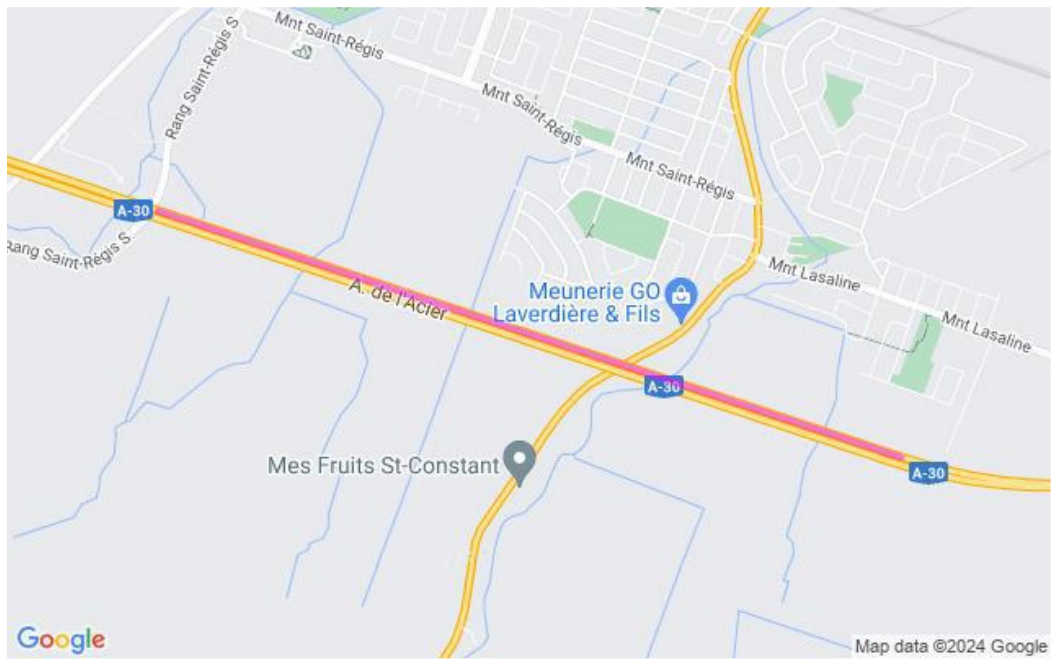 Mnt Saint-Régis
Rang Saint-Régis S
Mnt Saint-Régis
Mnt Saint-Régis
A-30
Rang Saint-Régis S
Mnt Lasaline
A. de l'Acier
Meunerie GO
Laverdière & Fils
Mnt Lasaline
A-30
Mes Fruits St-Constant
A-30
Google
Map data ©2024 Google